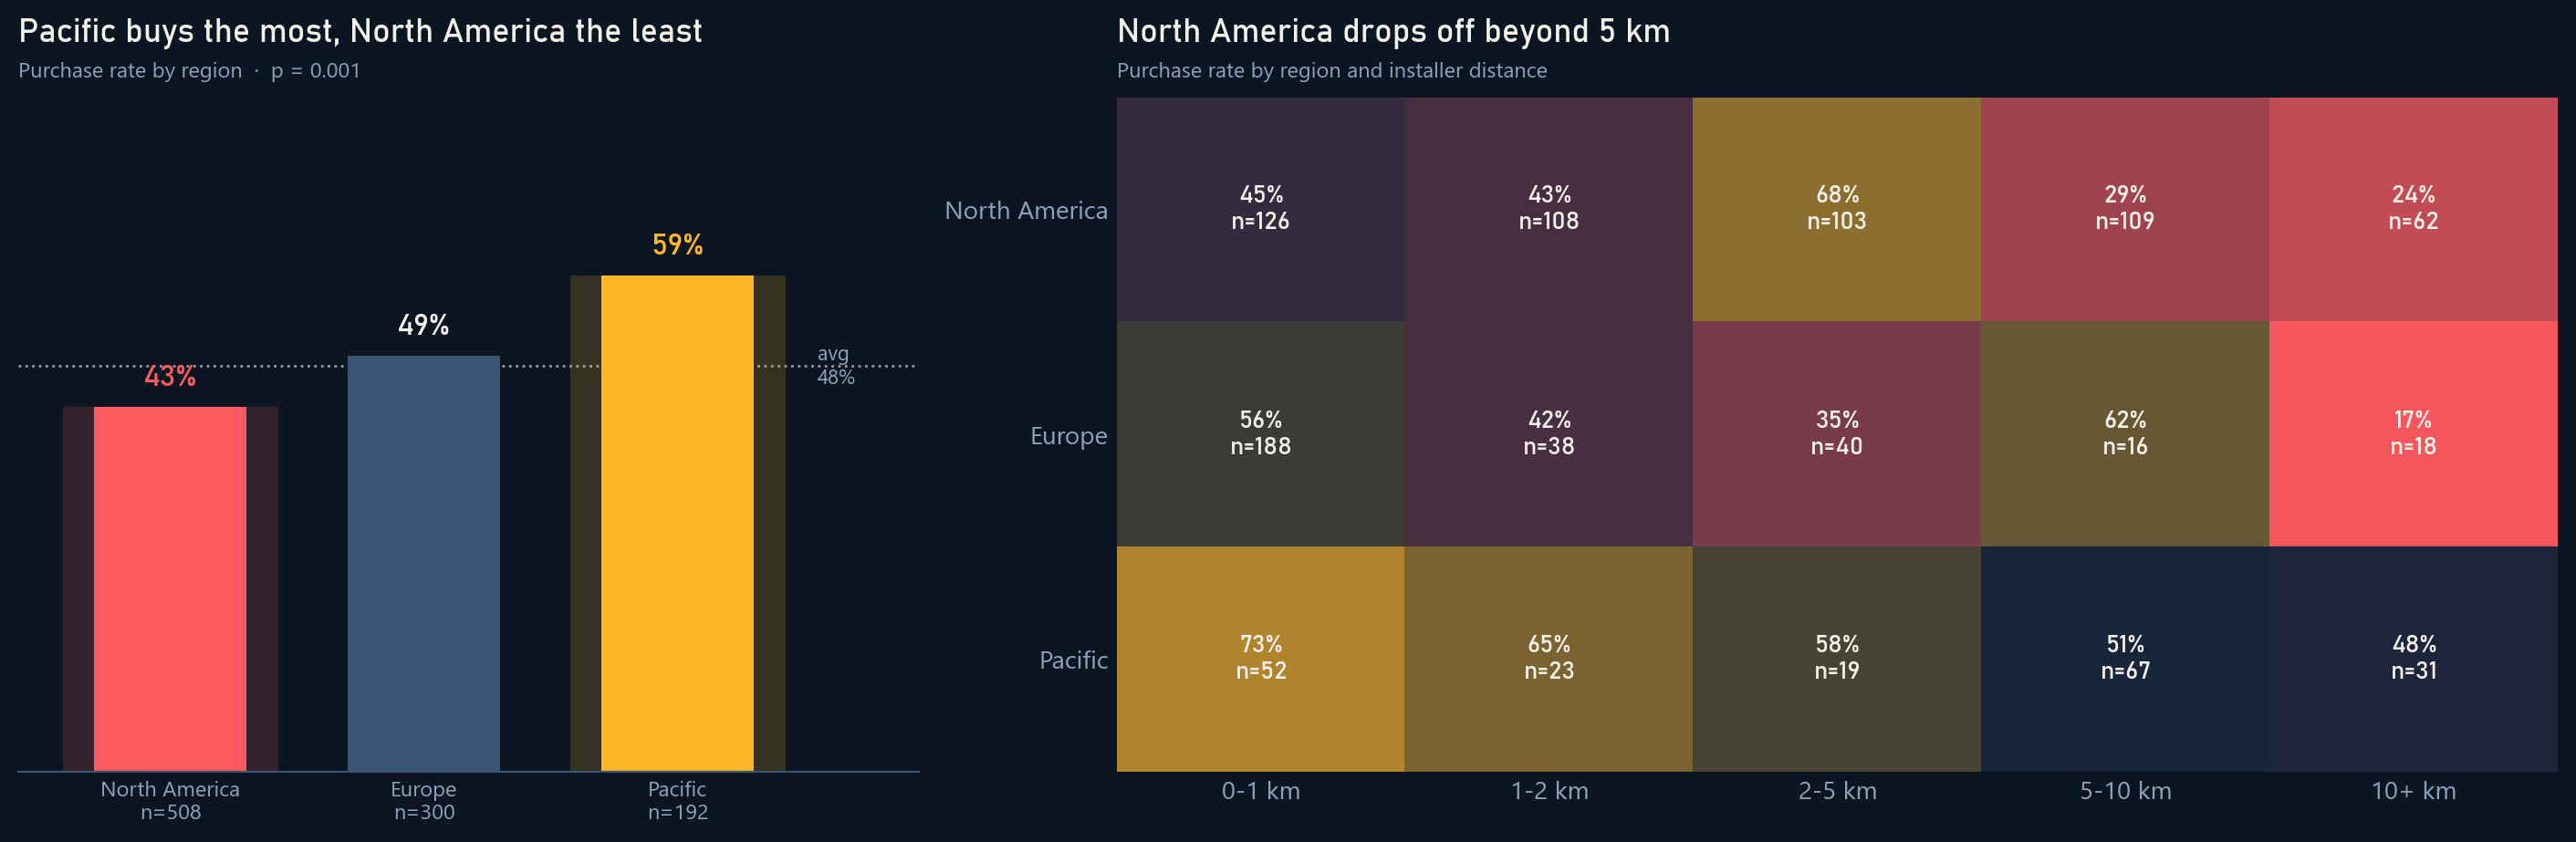 Pacific buys the most, North America the least
Purchase rate by region · p = 0.001
43%
49%
59%
avg
48%
North America
n=508
Europe
n=300
Pacific
n=192
North America drops off beyond 5 km
Purchase rate by region and installer distance
North America
45%
n=126
43%
n=108
68%
n=103
29%
n=109
24%
n=62
Europe
56%
n=188
42%
n=38
35%
n=40
62%
n=16
17%
n=18
Pacific
73%
n=52
65%
n=23
58%
n=19
51%
n=67
48%
n=31
0-1 km
1-2 km
2-5 km
5-10 km
10+ km